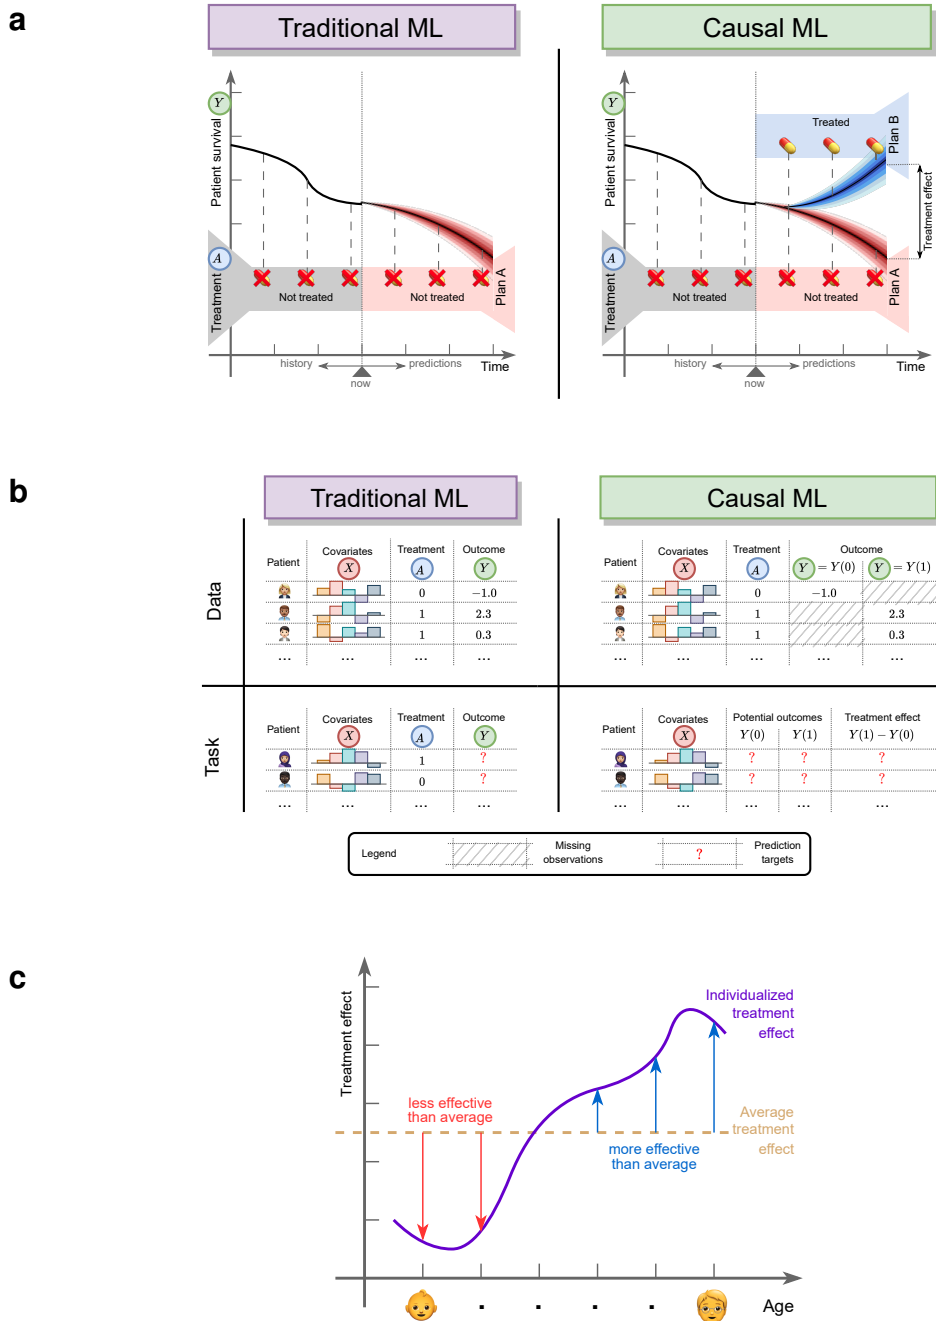 a
Traditional ML
Causal ML
Y
Patient survival
A
Treatment
Not treated
Not treated
Plan A
history
predictions
now
Time
Y
Patient survival
A
Treatment
Treated
Plan B
Treatment effect
Not treated
Not treated
Plan A
history
predictions
now
Time
b
Traditional ML
Causal ML
Data
Patient Covariates Treatment Outcome
X A Y
0 −1.0
1 2.3
1 0.3
... ... ... ...
Patient Covariates Treatment Outcome
X A Y = Y(0) Y = Y(1)
0 −1.0
1 2.3
1 0.3
... ... ... ... ...
Task
Patient Covariates Treatment Outcome
X A Y
1 ?
0 ?
... ... ... ...
Patient Covariates Potential outcomes Treatment effect
X Y(0) Y(1) Y(1) − Y(0)
? ? ?
? ? ?
... ... ... ... ...
Legend
Missing
observations
?
Prediction
targets
c
Treatment effect
Individualized
treatment
effect
less effective
than average
Average
treatment
effect
more effective
than average
Age